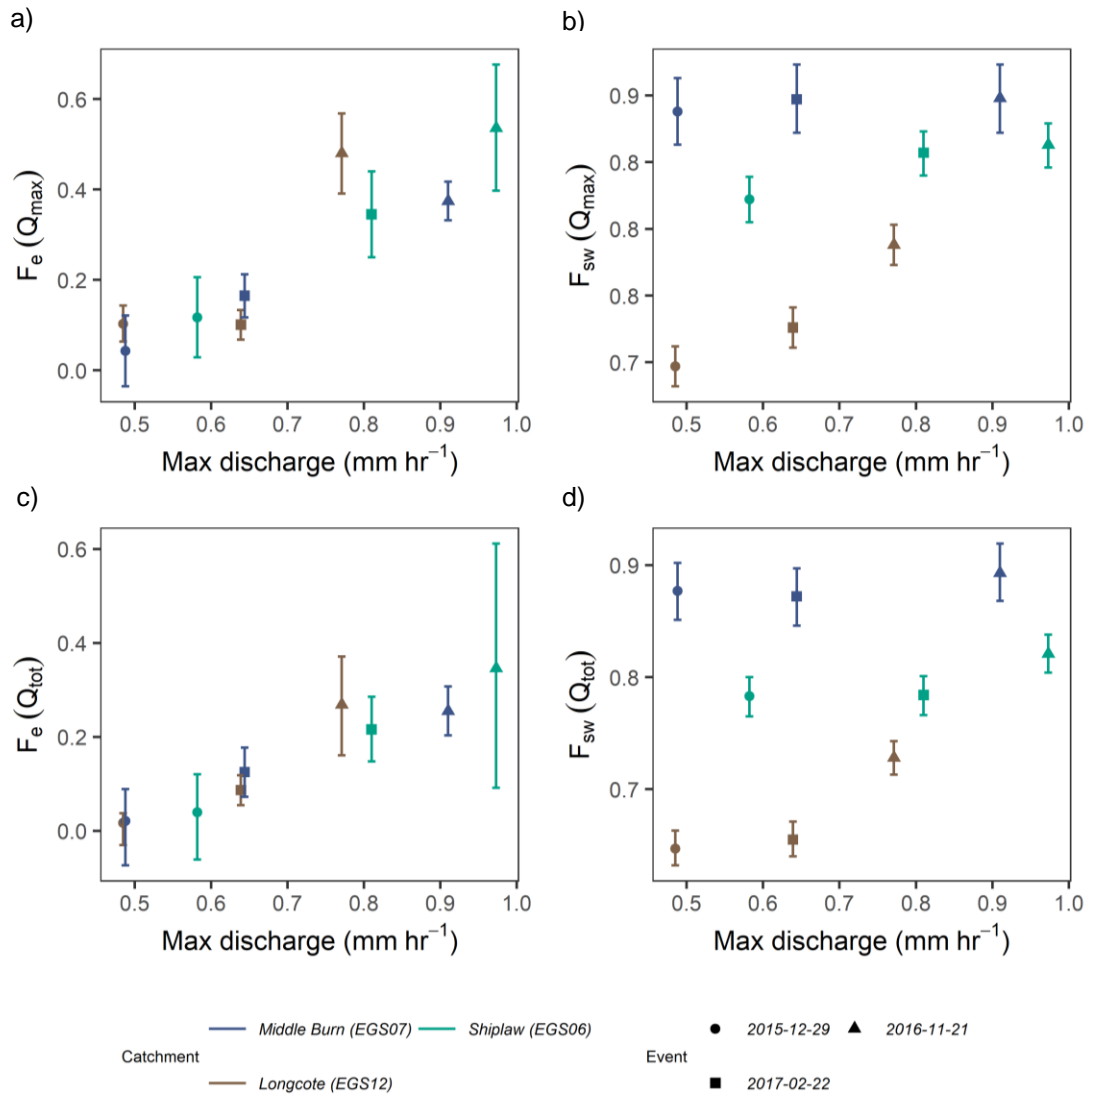 a)
0.6
0.4
0.2
0.0
Fe (Qmax)
0.5 0.6 0.7 0.8 0.9 1.0
Max discharge (mm hr−1)
b)
0.9
0.8
0.8
0.8
0.7
Fsw (Qmax)
0.5 0.6 0.7 0.8 0.9 1.0
Max discharge (mm hr−1)
c)
0.6
0.4
0.2
0.0
Fe (Qtot)
0.5 0.6 0.7 0.8 0.9 1.0
Max discharge (mm hr−1)
d)
0.9
0.8
0.7
Fsw (Qtot)
0.5 0.6 0.7 0.8 0.9 1.0
Max discharge (mm hr−1)
Catchment
Middle Burn (EGS07) Shiplaw (EGS06)
Longcote (EGS12)
Event
2015-12-29 2016-11-21
2017-02-22